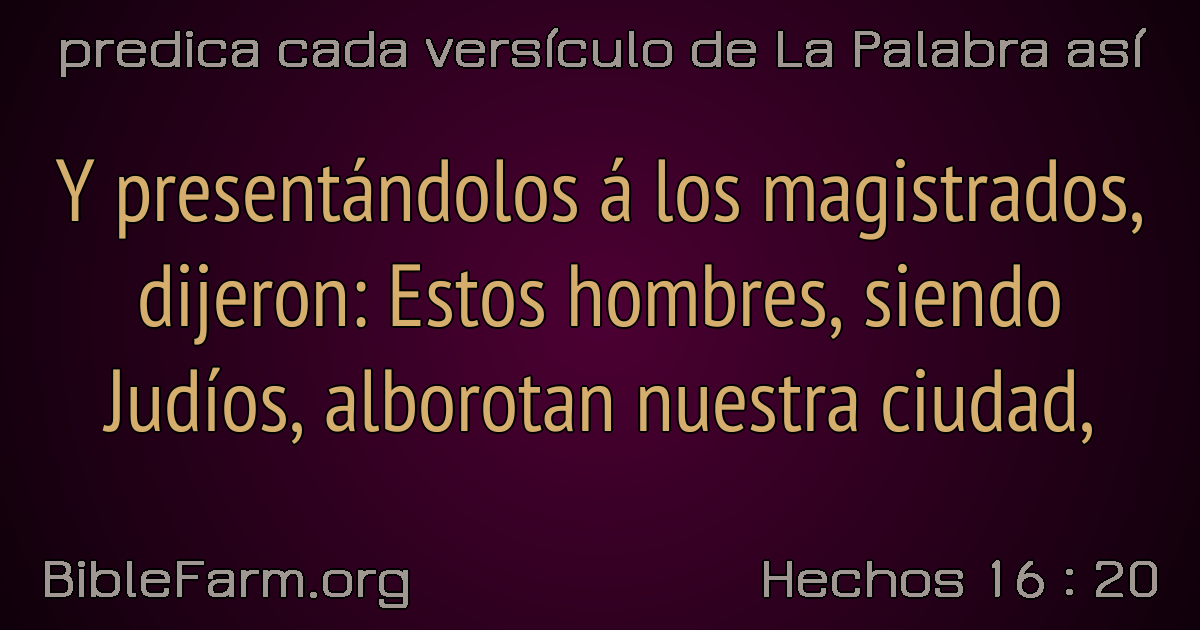 predica cada versículo de La Palabra así
Y presentándolos á los magistrados,
dijeron: Estos hombres, siendo
Judíos, alborotan nuestra ciudad,
BibleFarm.org
Hechos 16 : 20